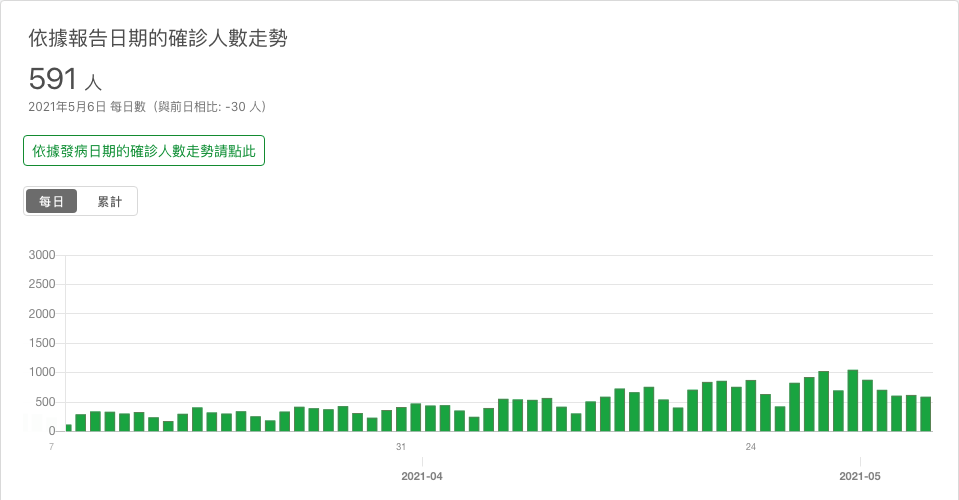 依據報告日期的確診人數走勢
591 人
2021年5月6日 每日數（與前日相比: -30 人）
依據發病日期的確診人數走勢請點此
每日 累計
3000
2500
2000
1500
1000
500
0
7 31 24
2021-04 2021-05